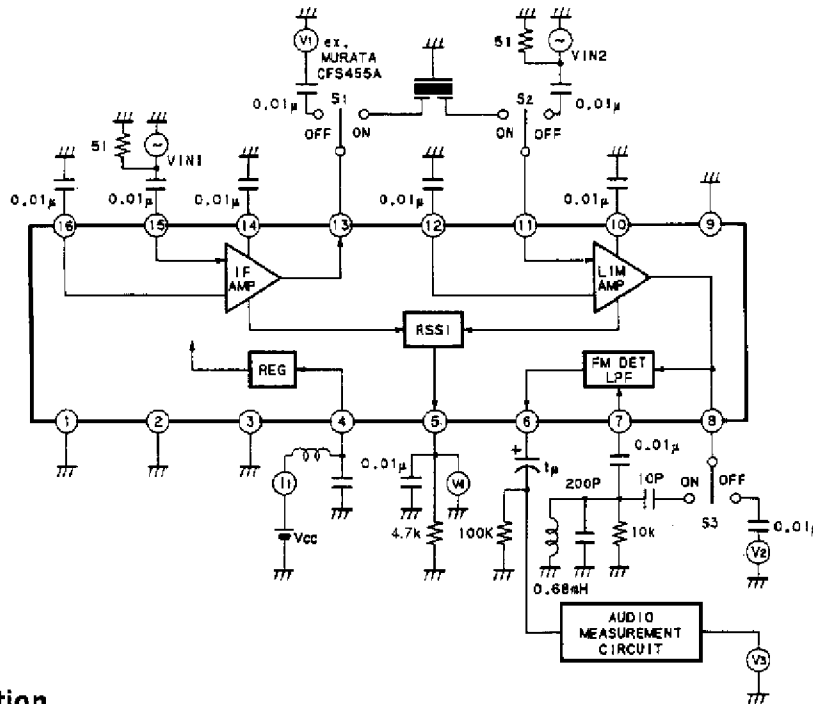 V1 ex.
MURATA
CFS455A
51
VIN2
S1
S2
0.01μ
OFF
ON
ON
OFF
0.01μ
51
VIN1
0.01μ
0.01μ
0.01μ
0.01μ
0.01μ
16
15
14
13
12
11
10
9
IF
AMP
LIM
AMP
RSSI
REG
FM DET
LPF
1
2
3
4
5
6
7
8
0.01μ
0.01μ
+
I1
V4
200P
10P
ON
OFF
S3
Vcc
4.7k
100K
10k
0.01μ
V2
0.68mH
AUDIO
MEASUREMENT
CIRCUIT
V3
tion